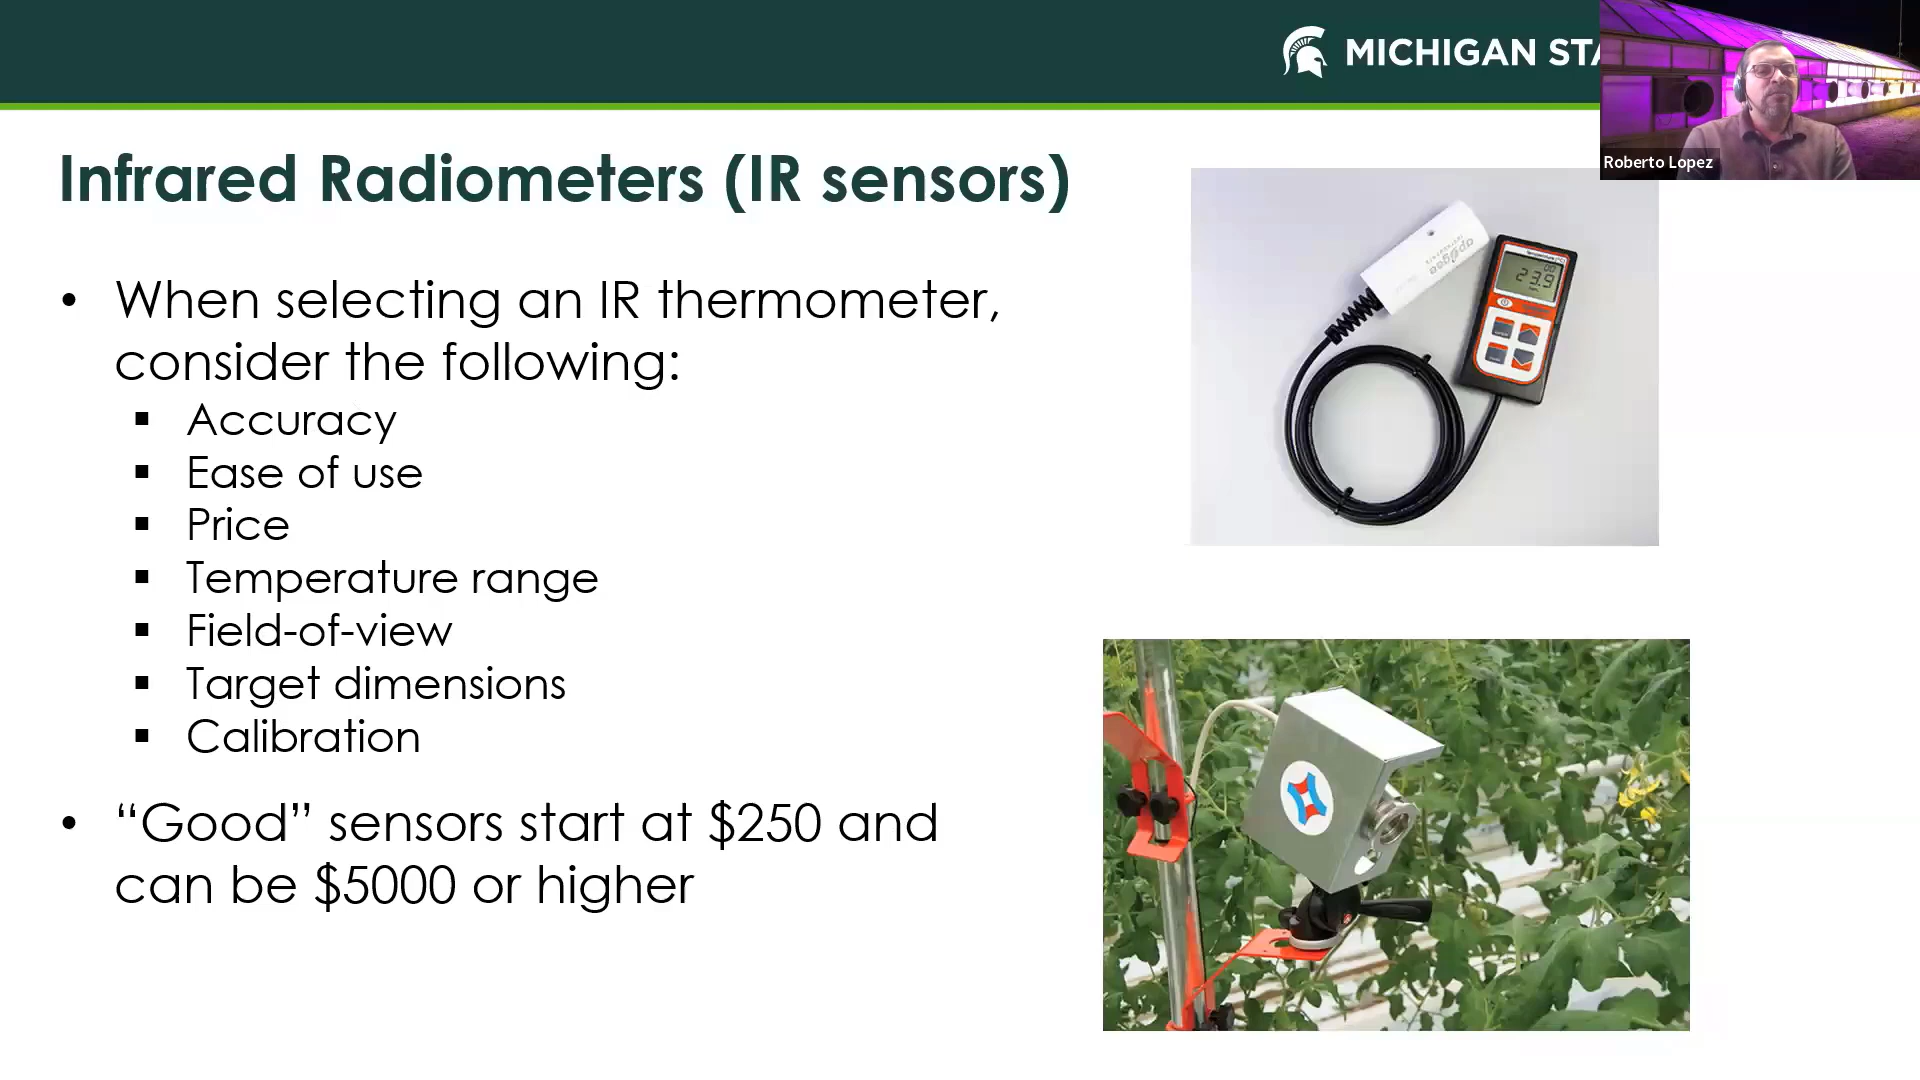 MICHIGAN STA
Roberto Lopez
Infrared Radiometers (IR sensors)
• When selecting an IR thermometer,
consider the following:
▪ Accuracy
▪ Ease of use
▪ Price
▪ Temperature range
▪ Field-of-view
▪ Target dimensions
▪ Calibration
• “Good” sensors start at $250 and
can be $5000 or higher
apogee
23.9